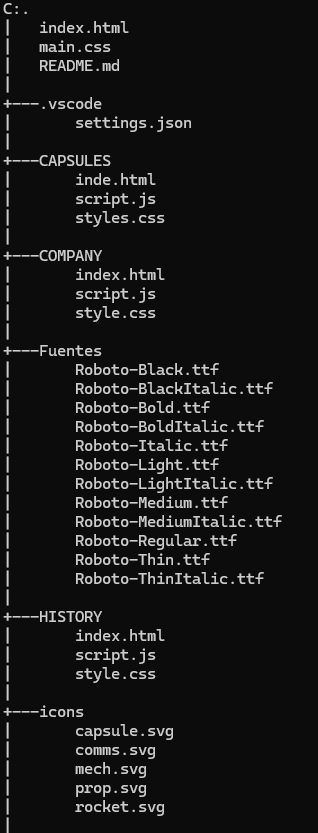 C:.
|   index.html
|   main.css
|   README.md
|
+---.vscode
|       settings.json
|
+---CAPSULES
|       inde.html
|       script.js
|       styles.css
|
+---COMPANY
|       index.html
|       script.js
|       style.css
|
+---Fuentes
|       Roboto-Black.ttf
|       Roboto-BlackItalic.ttf
|       Roboto-Bold.ttf
|       Roboto-BoldItalic.ttf
|       Roboto-Italic.ttf
|       Roboto-Light.ttf
|       Roboto-LightItalic.ttf
|       Roboto-Medium.ttf
|       Roboto-MediumItalic.ttf
|       Roboto-Regular.ttf
|       Roboto-Thin.ttf
|       Roboto-ThinItalic.ttf
|
+---HISTORY
|       index.html
|       script.js
|       style.css
|
+---icons
|       capsule.svg
|       comms.svg
|       mech.svg
|       prop.svg
|       rocket.svg
|